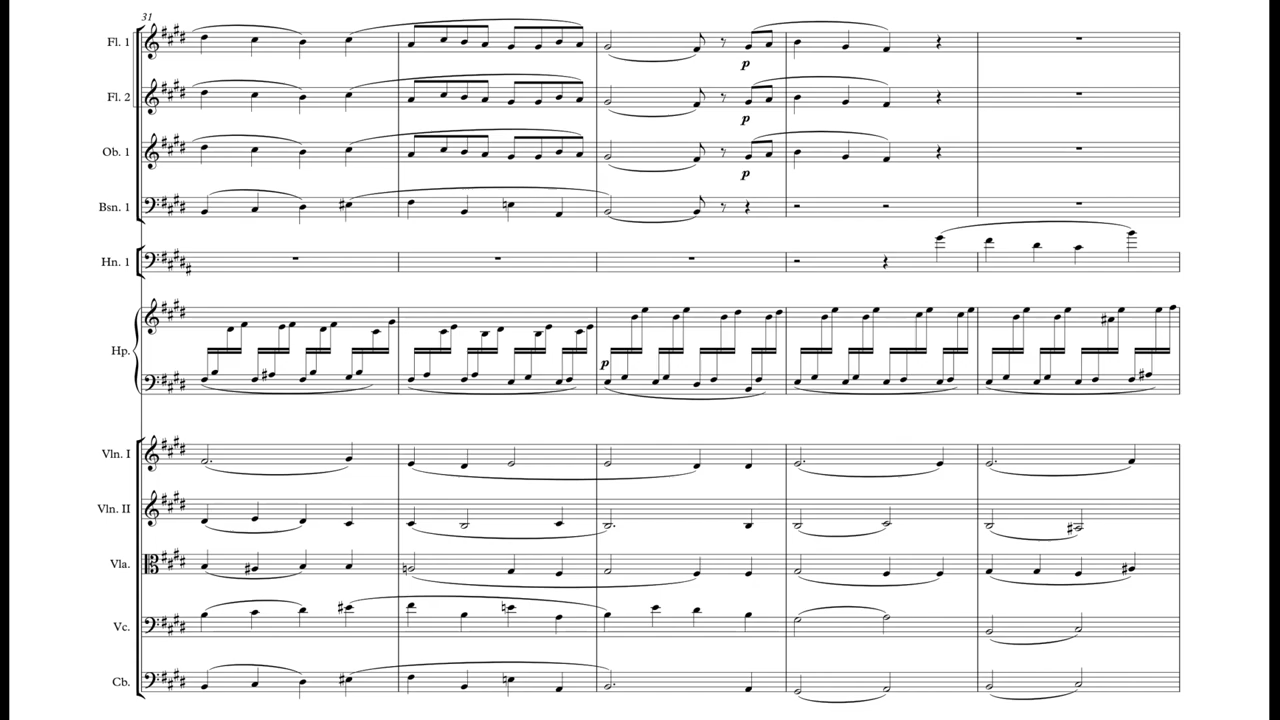 31
Fl. 1
Fl. 2
p
Ob. 1
p
p
Bsn. 1
Hn. 1
Hp.
p
Vln. I
Vln. II
Vla.
Vc.
Cb.